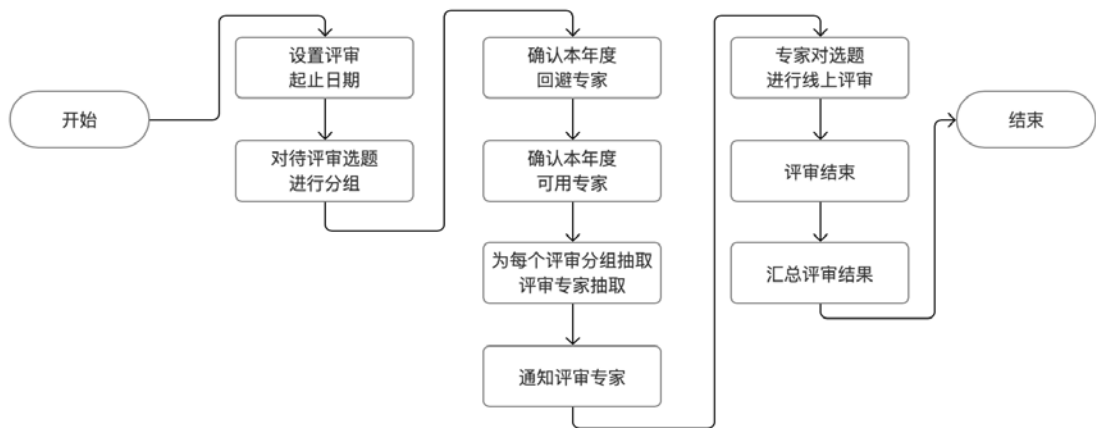 开始
设置评审
起止日期
对待评审选题
进行分组
确认本年度
回避专家
确认本年度
可用专家
为每个评审分组抽取
评审专家抽取
通知评审专家
专家对选题
进行线上评审
评审结束
汇总评审结果
结束